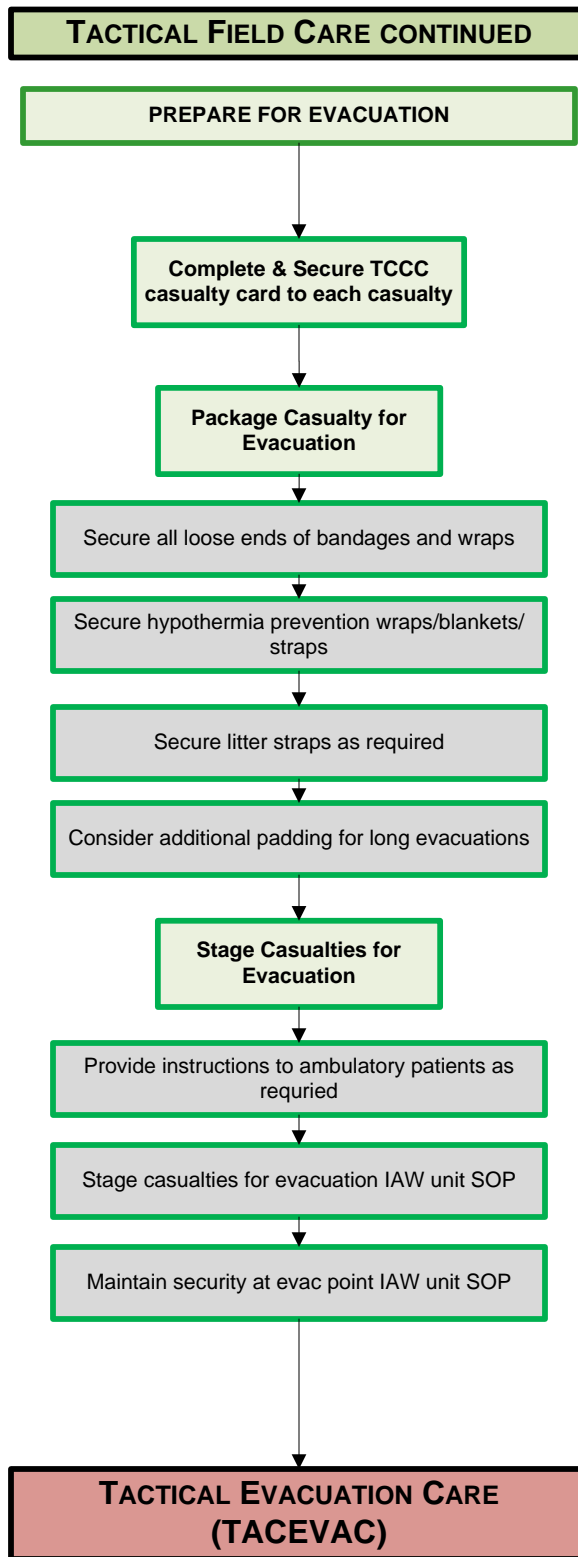 TACTICAL FIELD CARE CONTINUED
PREPARE FOR EVACUATION
Complete & Secure TCCC
casualty card to each casualty
Package Casualty for
Evacuation
Secure all loose ends of bandages and wraps
Secure hypothermia prevention wraps/blankets/
straps
Secure litter straps as required
Consider additional padding for long evacuations
Stage Casualties for
Evacuation
Provide instructions to ambulatory patients as
requried
Stage casualties for evacuation IAW unit SOP
Maintain security at evac point IAW unit SOP
TACTICAL EVACUATION CARE
(TACEVAC)